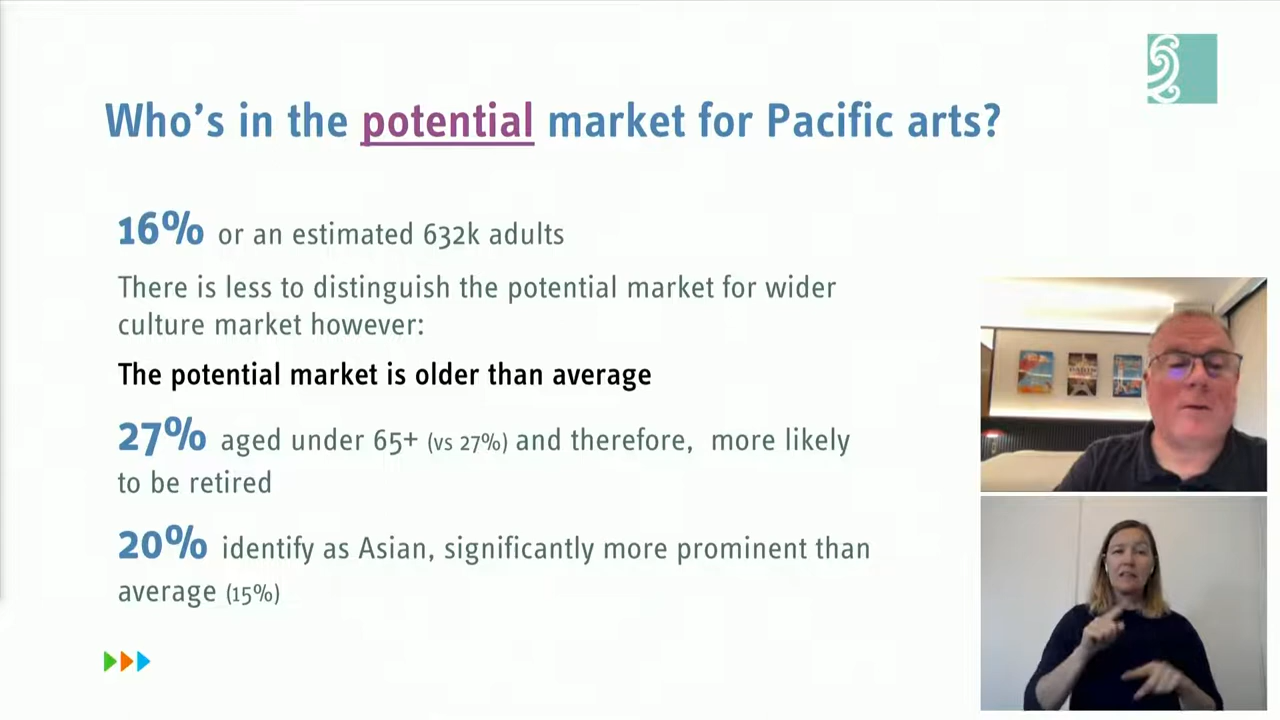 Who's in the potential market for Pacific arts?
16% or an estimated 632k adults
There is less to distinguish the potential market for wider
culture market however:
The potential market is older than average
27% aged under 65+ (vs 27%) and therefore, more likely
to be retired
20% identify as Asian, significantly more prominent than
average (15%)